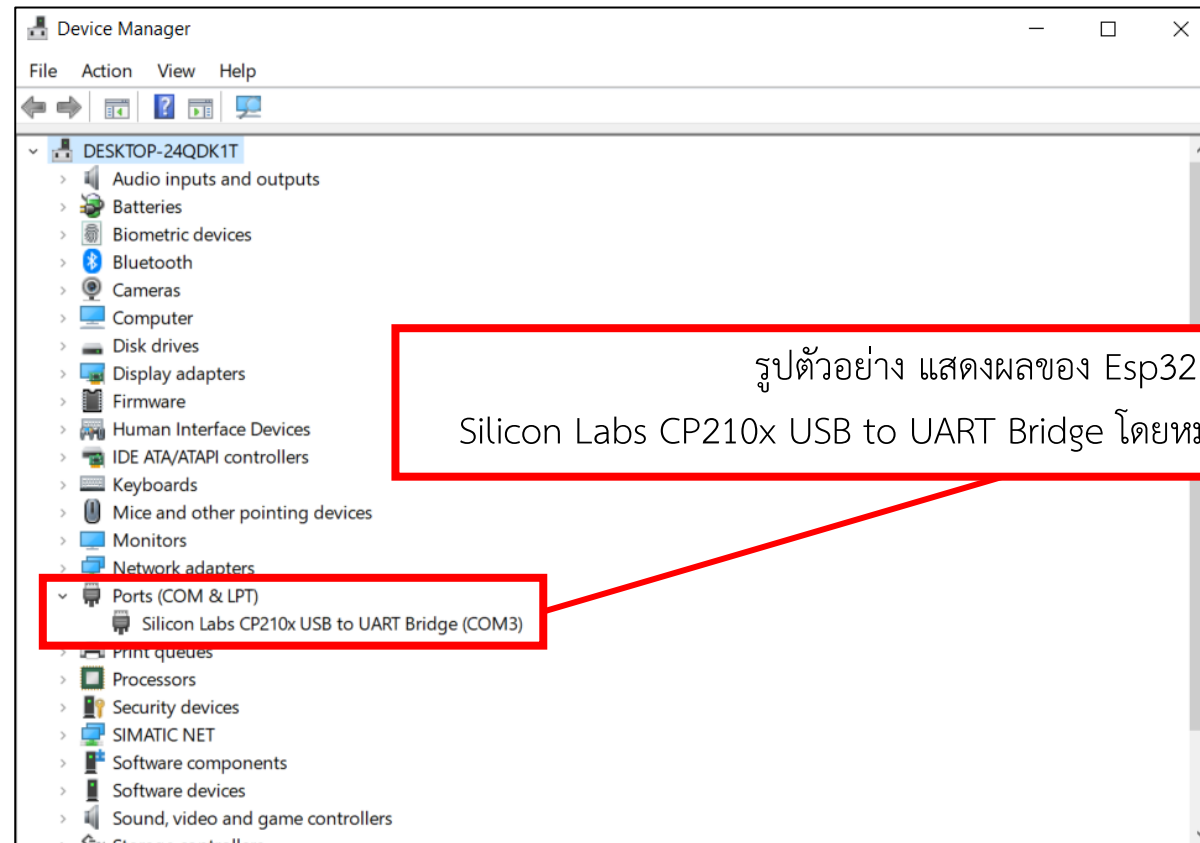 Device Manager
File Action View Help
DESKTOP-24QDK1T
Audio inputs and outputs
Batteries
Biometric devices
Bluetooth
Cameras
Computer
Disk drives
Display adapters
Firmware
Human Interface Devices
IDE ATA/ATAPI controllers
Keyboards
Mice and other pointing devices
Monitors
Network adapters
Ports (COM & LPT)
Silicon Labs CP210x USB to UART Bridge (COM3)
Print queues
Processors
Security devices
SIMATIC NET
Software components
Software devices
Sound, video and game controllers
รูปตัวอย่าง แสดงผลของ Esp32
Silicon Labs CP210x USB to UART Bridge